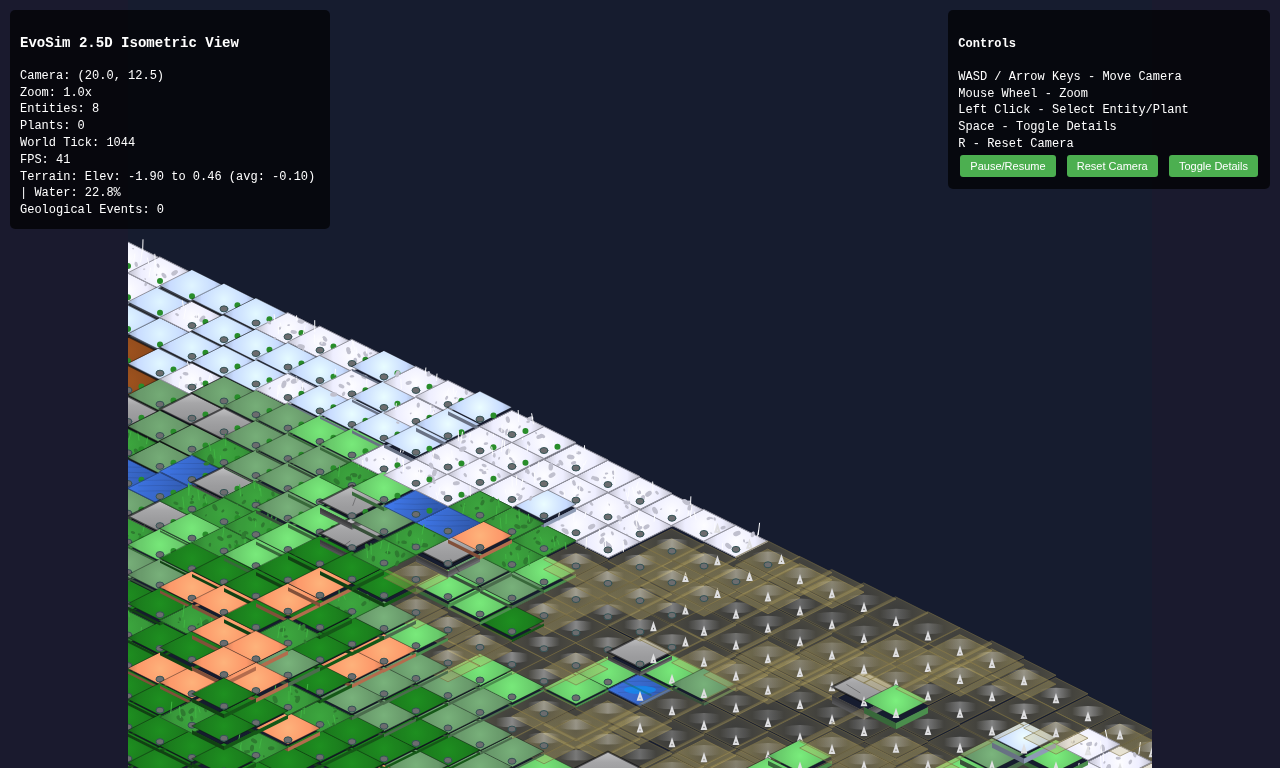 EvoSim 2.5D Isometric View
Camera: (20.0, 12.5)
Zoom: 1.0x
Entities: 8
Plants: 0
World Tick: 1044
FPS: 41
Terrain: Elev: -1.90 to 0.46 (avg: -0.10)
| Water: 22.8%
Geological Events: 0
Controls
WASD / Arrow Keys - Move Camera
Mouse Wheel - Zoom
Left Click - Select Entity/Plant
Space - Toggle Details
R - Reset Camera
Pause/Resume Reset Camera Toggle Details